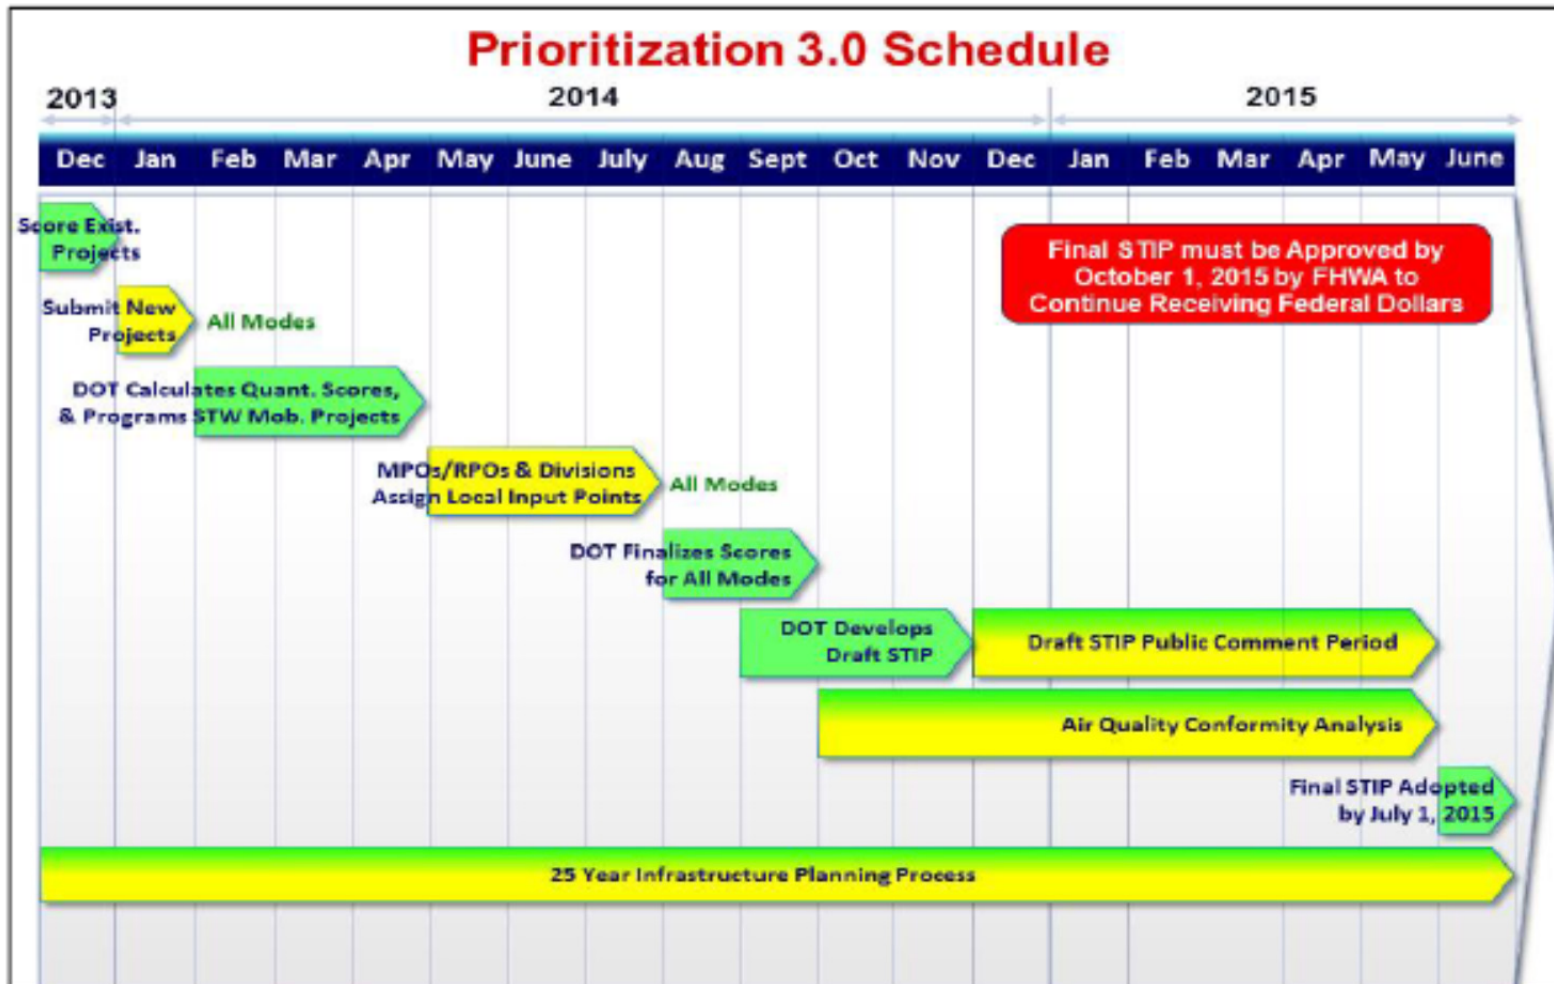 Prioritization 3.0 Schedule
2013 2014 2015
Dec Jan Feb Mar Apr May June July Aug Sept Oct Nov Dec Jan Feb Mar Apr May June
Score Exist.
Projects
Final STIP must be Approved by
October 1, 2015 by FHWA to
Continue Receiving Federal Dollars
Submit New
Projects
All Modes
DOT Calculates Quant. Scores,
& Programs STW Mob. Projects
MPOs/RPOs & Divisions
Assign Local Input Points
All Modes
DOT Finalizes Scores
for All Modes
DOT Develops
Draft STIP
Draft STIP Public Comment Period
Air Quality Conformity Analysis
Final STIP Adopted
by July 1, 2015
25 Year Infrastructure Planning Process